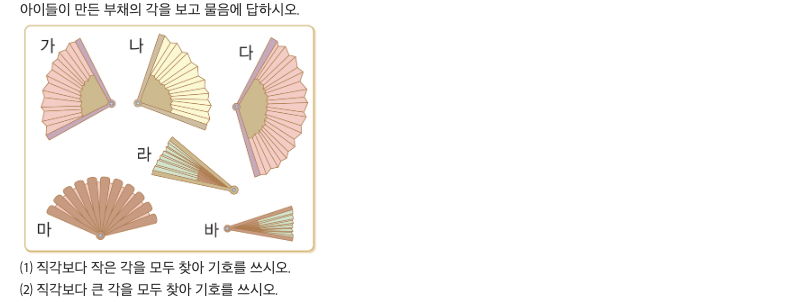 아이들이 만든 부채의 각을 보고 물음에 답하시오.
가
나
다
라
마
바
⑴ 직각보다 작은 각을 모두 찾아 기호를 쓰시오.
⑵ 직각보다 큰 각을 모두 찾아 기호를 쓰시오.